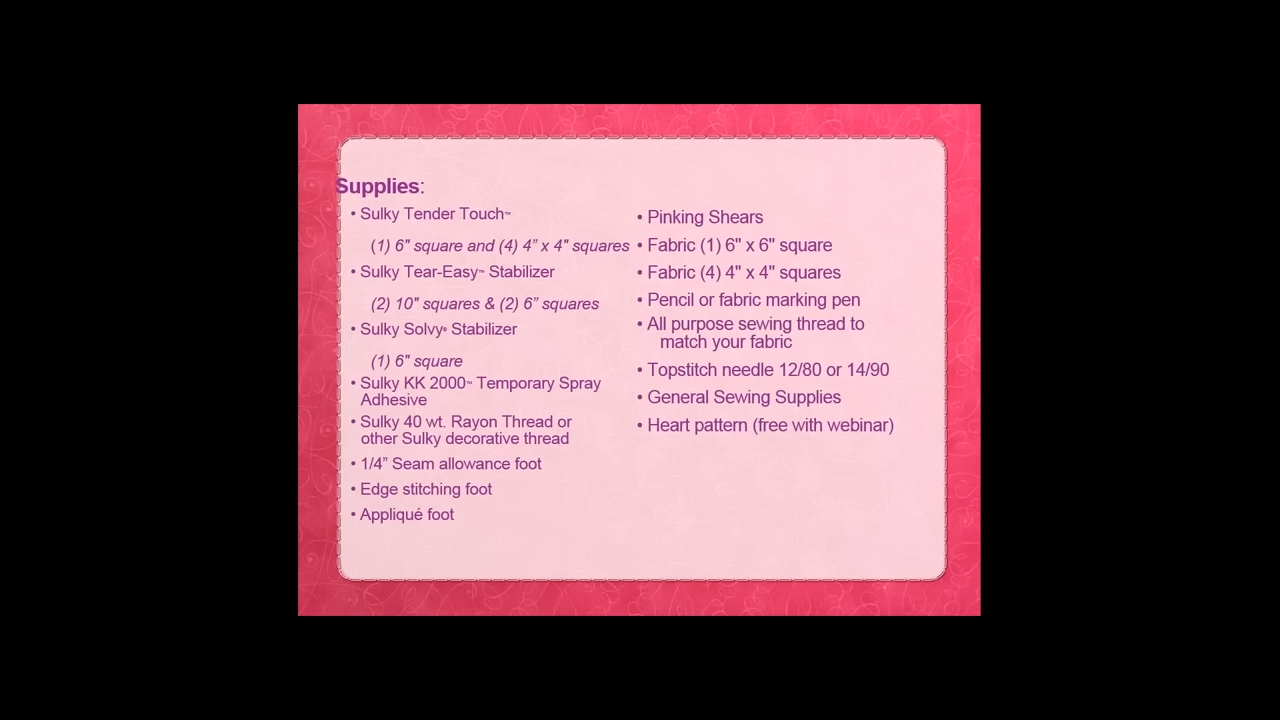 Supplies:
• Sulky Tender Touch™
(1) 6" square and (4) 4” x 4" squares
• Sulky Tear-Easy™ Stabilizer
(2) 10" squares & (2) 6” squares
• Sulky Solvy® Stabilizer
(1) 6" square
• Sulky KK 2000™ Temporary Spray
Adhesive
• Sulky 40 wt. Rayon Thread or
other Sulky decorative thread
• 1/4” Seam allowance foot
• Edge stitching foot
• Appliqué foot
• Pinking Shears
• Fabric (1) 6" x 6" square
• Fabric (4) 4" x 4" squares
• Pencil or fabric marking pen
• All purpose sewing thread to
match your fabric
• Topstitch needle 12/80 or 14/90
• General Sewing Supplies
• Heart pattern (free with webinar)